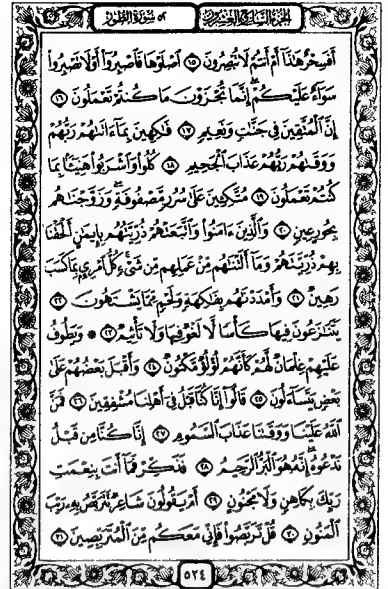 الجزء السابع والعشرون ٥٢ سورة الطور
أَفَسِحْرٌ هَٰذَآ أَمْ أَنتُمْ لَا تُبْصِرُونَ ١٥ ٱصْلَوْهَا فَٱصْبِرُوٓا۟ أَوْ لَا تَصْبِرُوا۟
سَوَآءٌ عَلَيْكُمْ ۖ إِنَّمَا تُجْزَوْنَ مَا كُنتُمْ تَعْمَلُونَ ١٦
إِنَّ ٱلْمُتَّقِينَ فِى جَنَّـٰتٍ وَنَعِيمٍ ١٧ فَـٰكِهِينَ بِمَآ ءَاتَىٰهُمْ رَبُّهُمْ
وَوَقَىٰهُمْ رَبُّهُمْ عَذَابَ ٱلْجَحِيمِ ١٨ كُلُوا۟ وَٱشْرَبُوا۟ هَنِيٓـًٔۢا بِمَا
كُنتُمْ تَعْمَلُونَ ١٩ مُتَّكِـِٔينَ عَلَىٰ سُرُرٍ مَّصْفُوفَةٍ ۖ وَزَوَّجْنَـٰهُم
بِحُورٍ عِينٍ ٢٠ وَٱلَّذِينَ ءَامَنُوا۟ وَٱتَّبَعَتْهُمْ ذُرِّيَّتُهُم بِإِيمَـٰنٍ أَلْحَقْنَا
بِهِمْ ذُرِّيَّتَهُمْ وَمَآ أَلَتْنَـٰهُم مِّنْ عَمَلِهِم مِّن شَىْءٍ ۚ كُلُّ ٱمْرِئٍۭ بِمَا كَسَبَ
رَهِينٌ ٢١ وَأَمْدَدْنَـٰهُم بِفَـٰكِهَةٍ وَلَحْمٍ مِّمَّا يَشْتَهُونَ ٢٢
يَتَنَـٰزَعُونَ فِيهَا كَأْسًا لَّا لَغْوٌ فِيهَا وَلَا تَأْثِيمٌ ٢٣ * وَيَطُوفُ
عَلَيْهِمْ غِلْمَانٌ لَّهُمْ كَأَنَّهُمْ لُؤْلُؤٌ مَّكْنُونٌ ٢٤ وَأَقْبَلَ بَعْضُهُمْ عَلَىٰ
بَعْضٍ يَتَسَآءَلُونَ ٢٥ قَالُوٓا۟ إِنَّا كُنَّا قَبْلُ فِىٓ أَهْلِنَا مُشْفِقِينَ ٢٦ فَمَنَّ
ٱللَّهُ عَلَيْنَا وَوَقَىٰنَا عَذَابَ ٱلسَّمُومِ ٢٧ إِنَّا كُنَّا مِن قَبْلُ
نَدْعُوهُ ۖ إِنَّهُۥ هُوَ ٱلْبَرُّ ٱلرَّحِيمُ ٢٨ فَذَكِّرْ فَمَآ أَنتَ بِنِعْمَتِ
رَبِّكَ بِكَاهِنٍ وَلَا مَجْنُونٍ ٢٩ أَمْ يَقُولُونَ شَاعِرٌ نَّتَرَبَّصُ بِهِۦ رَيْبَ
ٱلْمَنُونِ ٣٠ قُلْ تَرَبَّصُوا۟ فَإِنِّى مَعَكُم مِّنَ ٱلْمُتَرَبِّصِينَ ٣١
٥٢٤